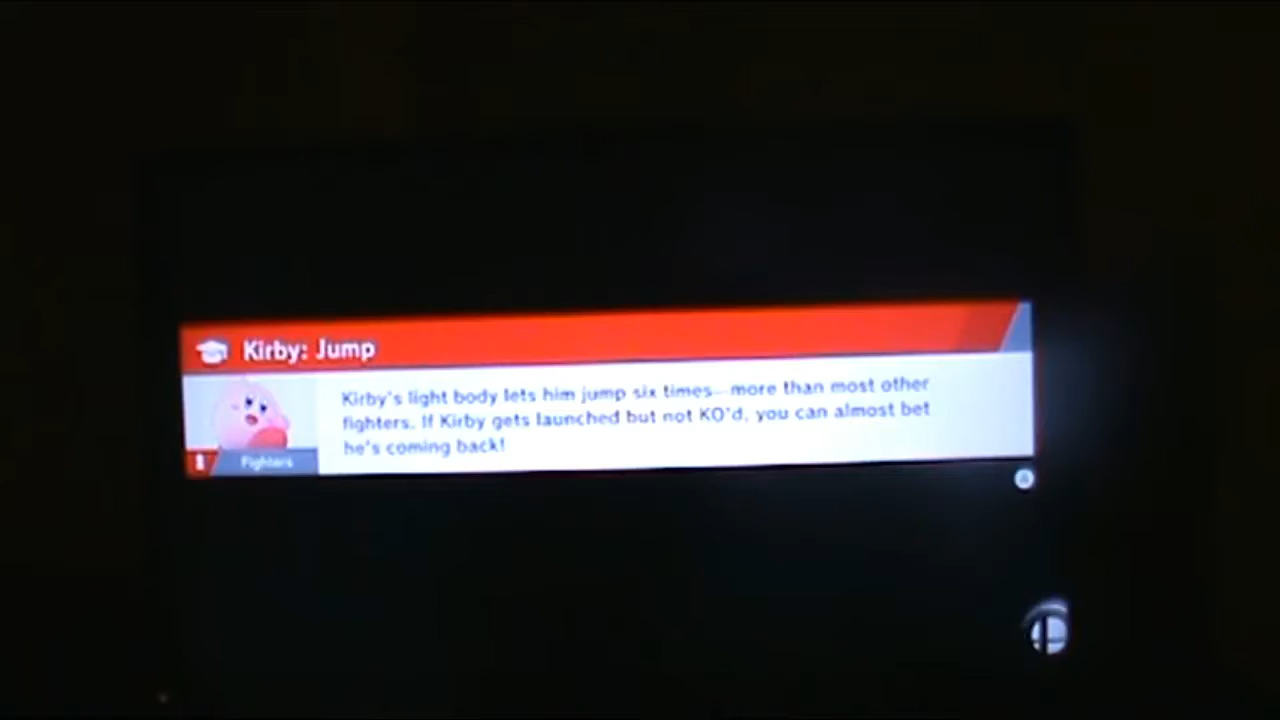 Kirby: Jump
Kirby's light body lets him jump six times—more than most other
fighters. If Kirby gets launched but not KO'd, you can almost bet
he's coming back!
Fighters
A